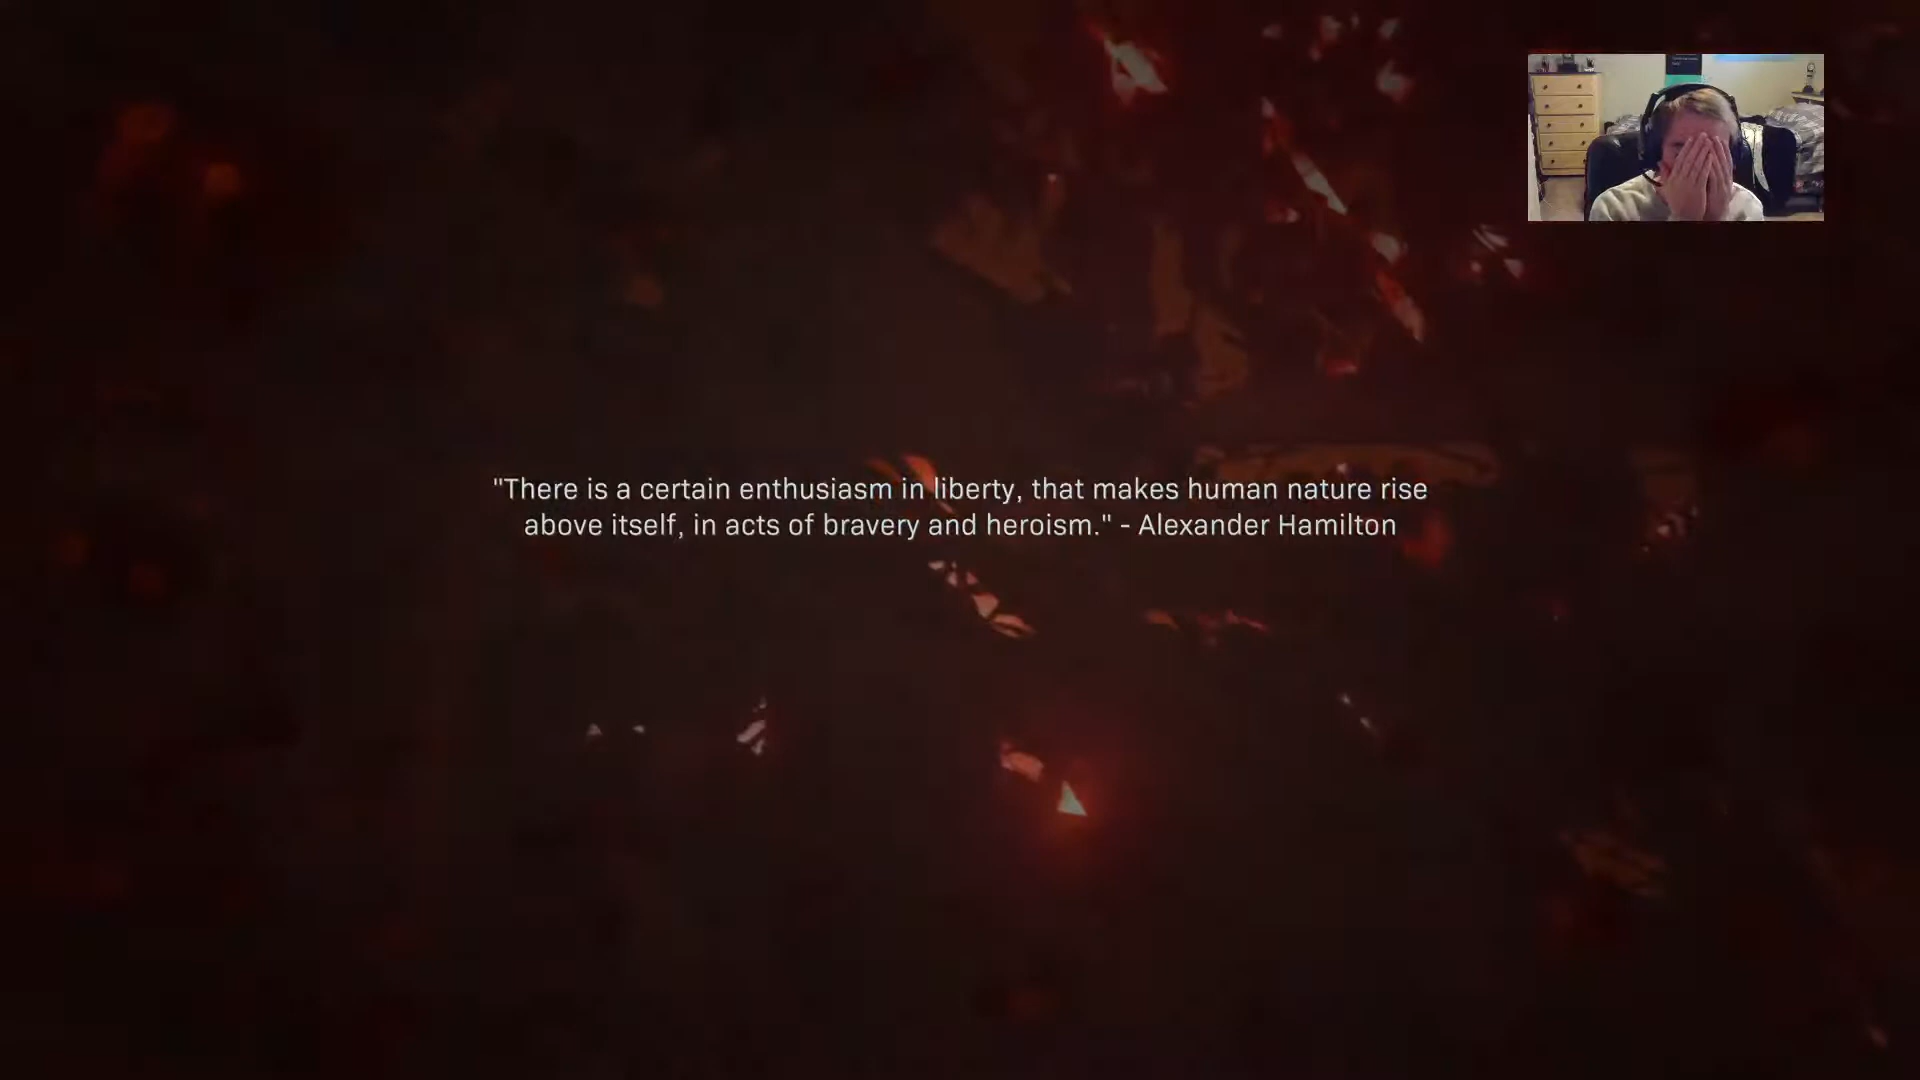 "There is a certain enthusiasm in liberty, that makes human nature rise
above itself, in acts of bravery and heroism." - Alexander Hamilton